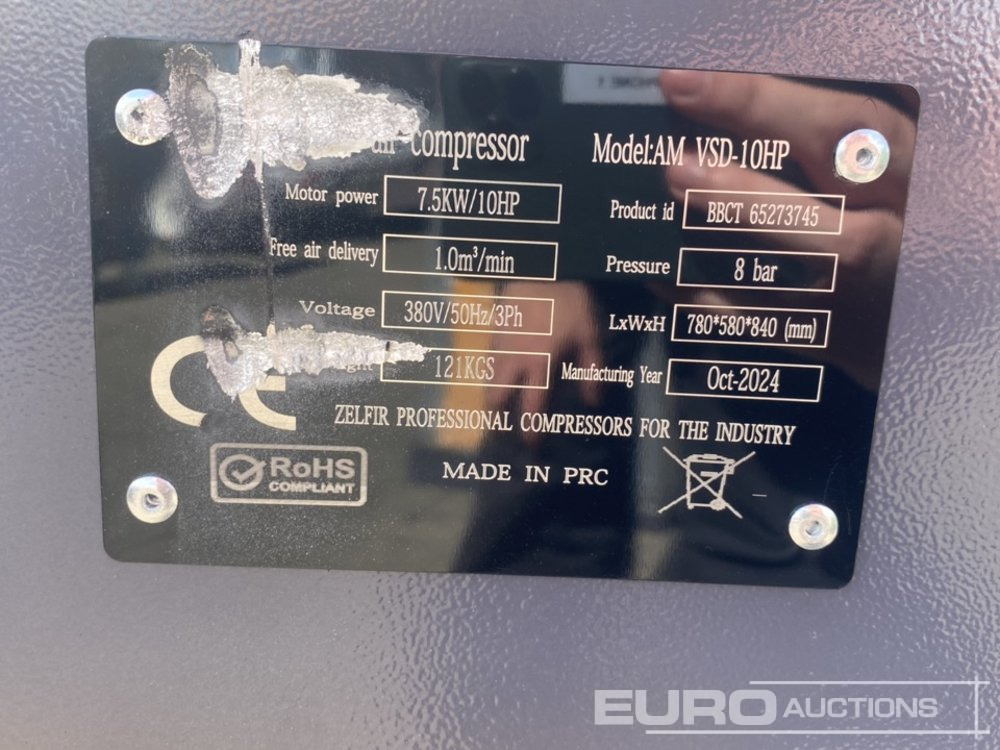 compressor Model:AM VSD-10HP
Motor power 7.5KW/10HP Product id BBCT 65273745
Free air delivery 1.0m³/min Pressure 8 bar
Voltage 380V/50Hz/3Ph LxWxH 780*580*840 (mm)
121KGS Manufacturing Year Oct-2024
CE
ZELFIR PROFESSIONAL COMPRESSORS FOR THE INDUSTRY
RoHS
COMPLIANT
MADE IN PRC
EURO AUCTIONS